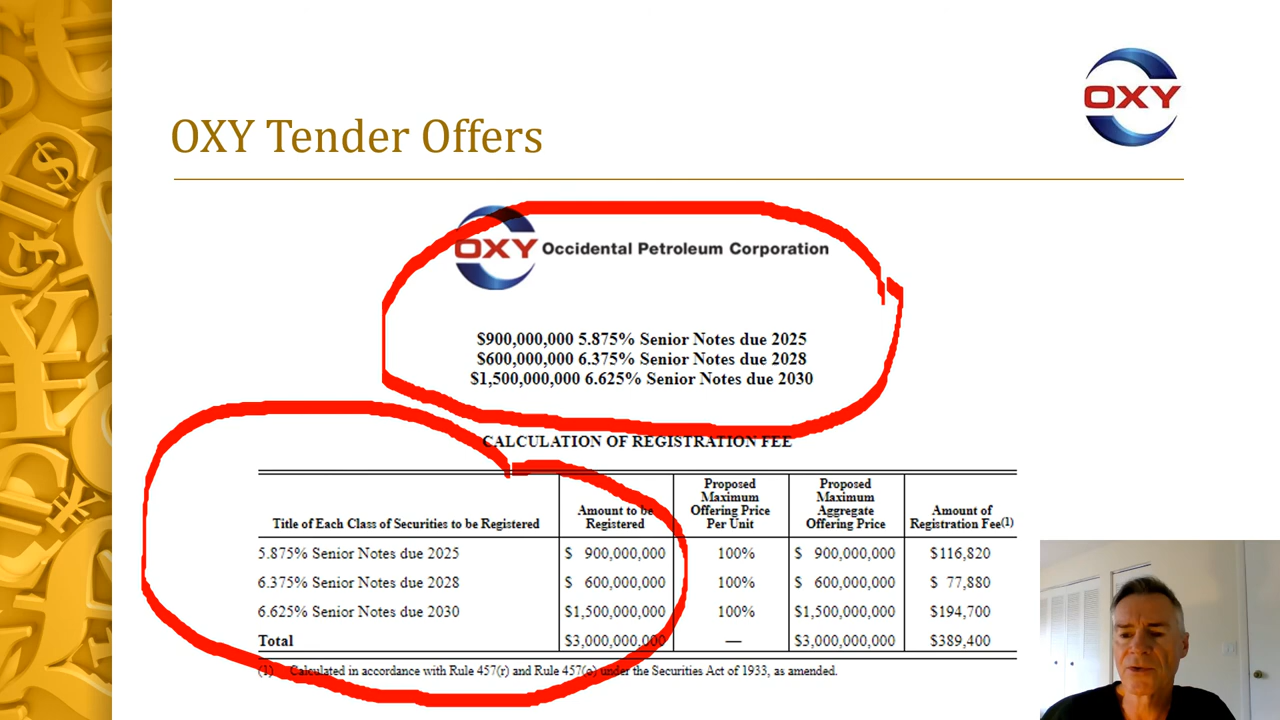 OXY
OXY Tender Offers
OXY Occidental Petroleum Corporation
$900,000,000 5.875% Senior Notes due 2025
$600,000,000 6.375% Senior Notes due 2028
$1,500,000,000 6.625% Senior Notes due 2030
CALCULATION OF REGISTRATION FEE
Title of Each Class of Securities to be Registered
Amount to be
Registered
Proposed
Maximum
Offering Price
Per Unit
Proposed
Maximum
Aggregate
Offering Price
Amount of
Registration Fee(1)
5.875% Senior Notes due 2025 $ 900,000,000 100% $ 900,000,000 $116,820
6.375% Senior Notes due 2028 $ 600,000,000 100% $ 600,000,000 $ 77,880
6.625% Senior Notes due 2030 $1,500,000,000 100% $1,500,000,000 $194,700
Total $3,000,000,000 — $3,000,000,000 $389,400
(1) Calculated in accordance with Rule 457(r) and Rule 457(o) under the Securities Act of 1933, as amended.